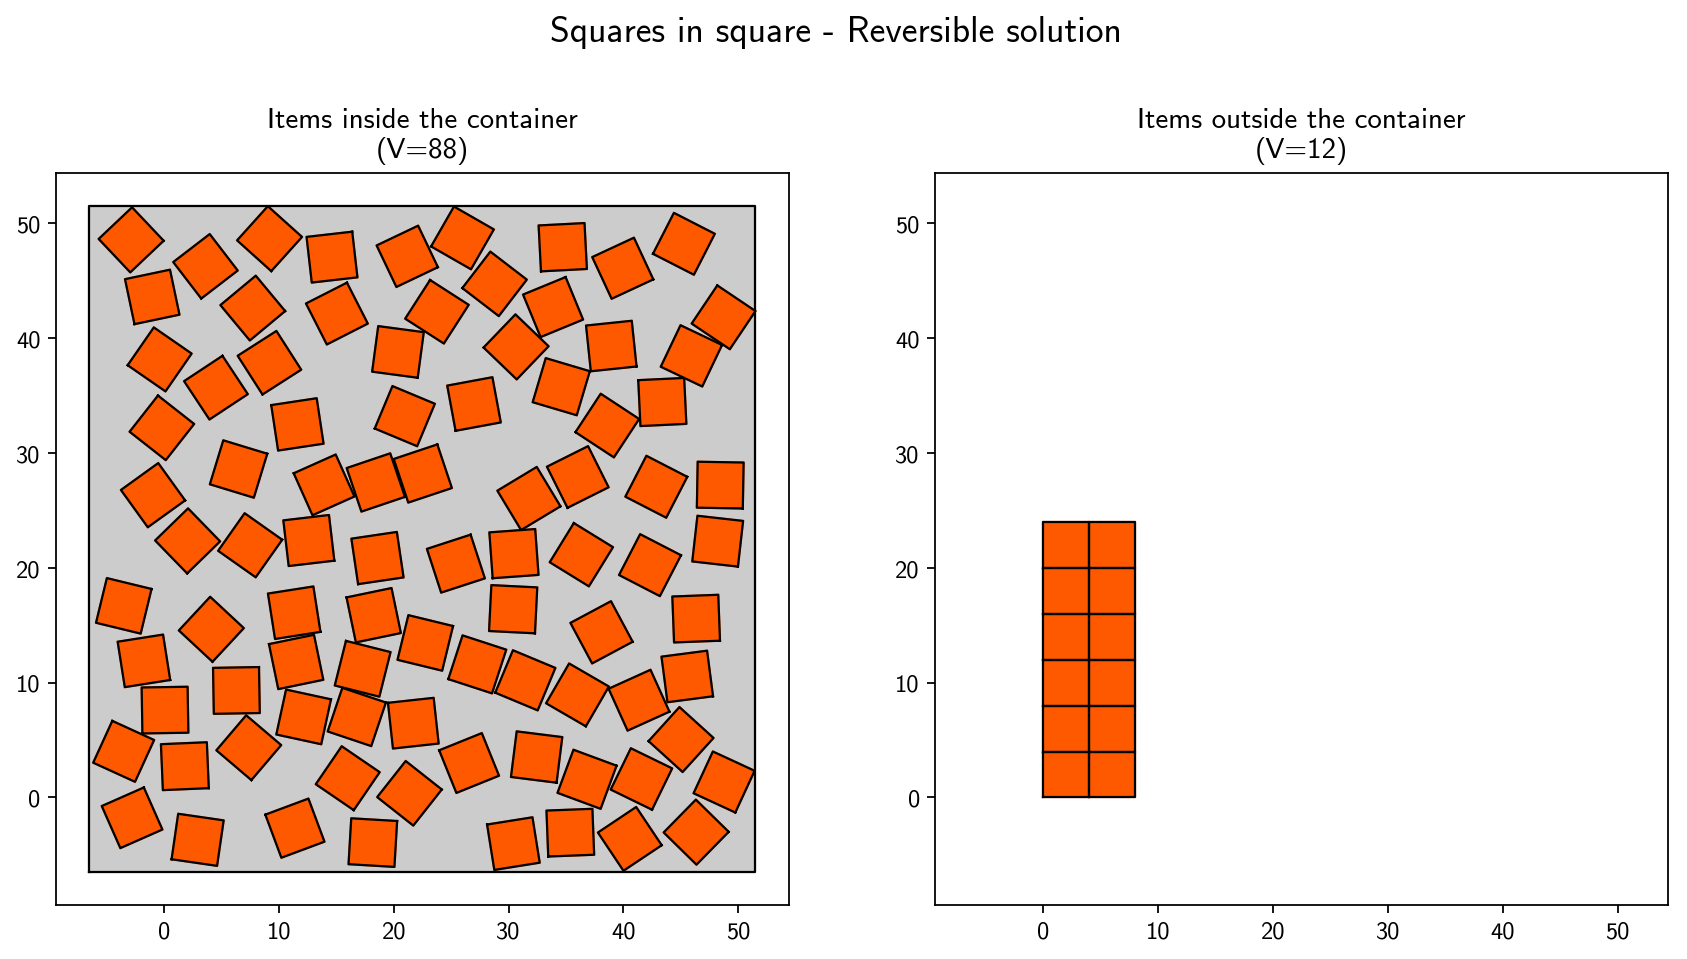 Squares in square - Reversible solution
Items inside the container
(V=88)
Items outside the container
(V=12)
50
40
30
20
10
0
0 10 20 30 40 50
50
40
30
20
10
0
0 10 20 30 40 50